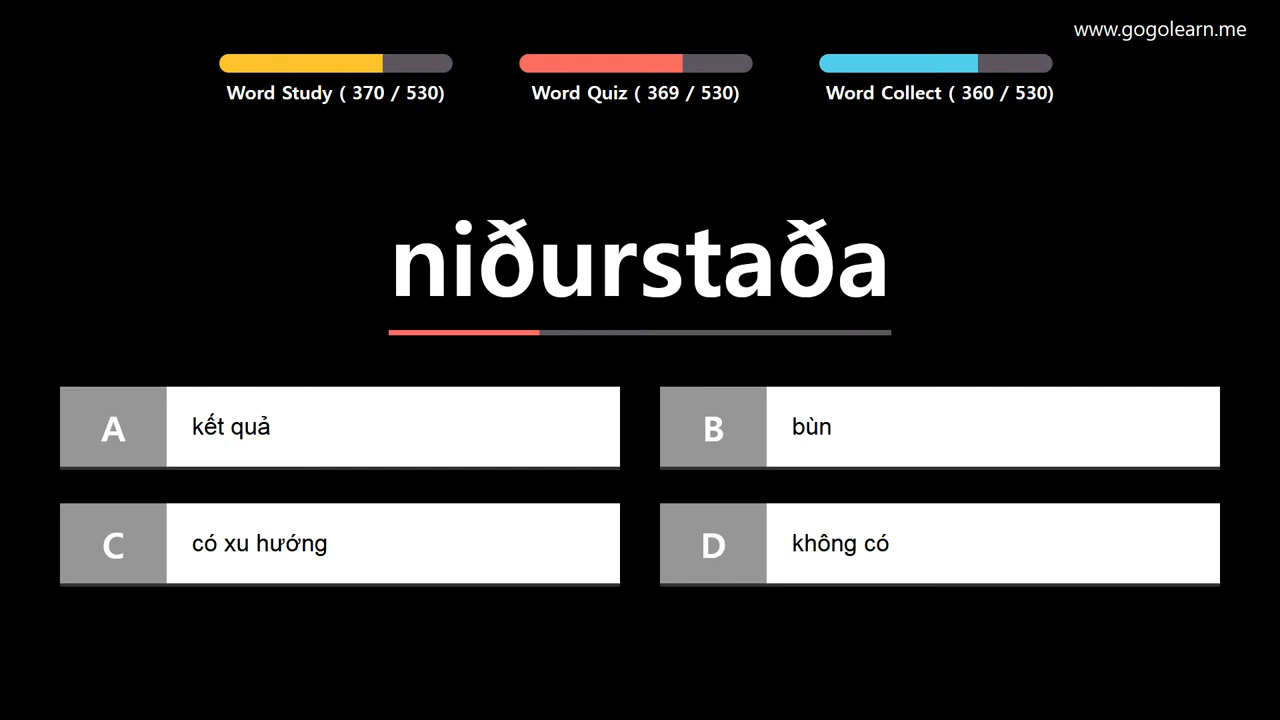 www.gogolearn.me
Word Study ( 370 / 530)
Word Quiz ( 369 / 530)
Word Collect ( 360 / 530)
niðurstaða
A kết quả
B bùn
C có xu hướng
D không có